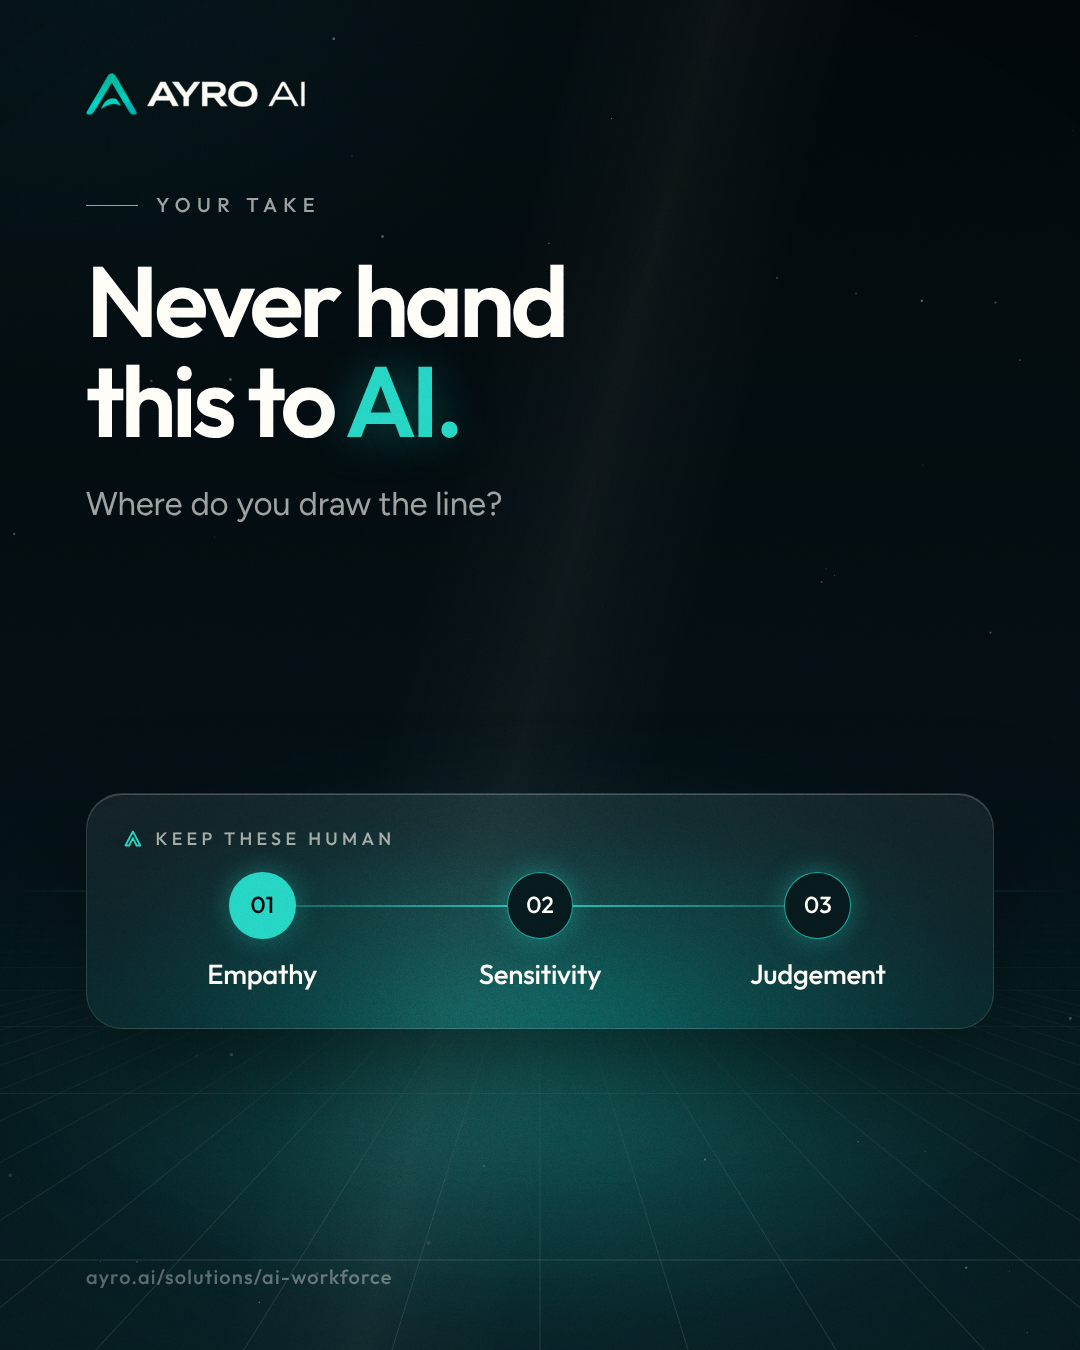 AYRO AI
YOUR TAKE
Never hand
this to AI.
Where do you draw the line?
KEEP THESE HUMAN
01
02
03
Empathy
Sensitivity
Judgement
ayro.ai/solutions/ai-workforce